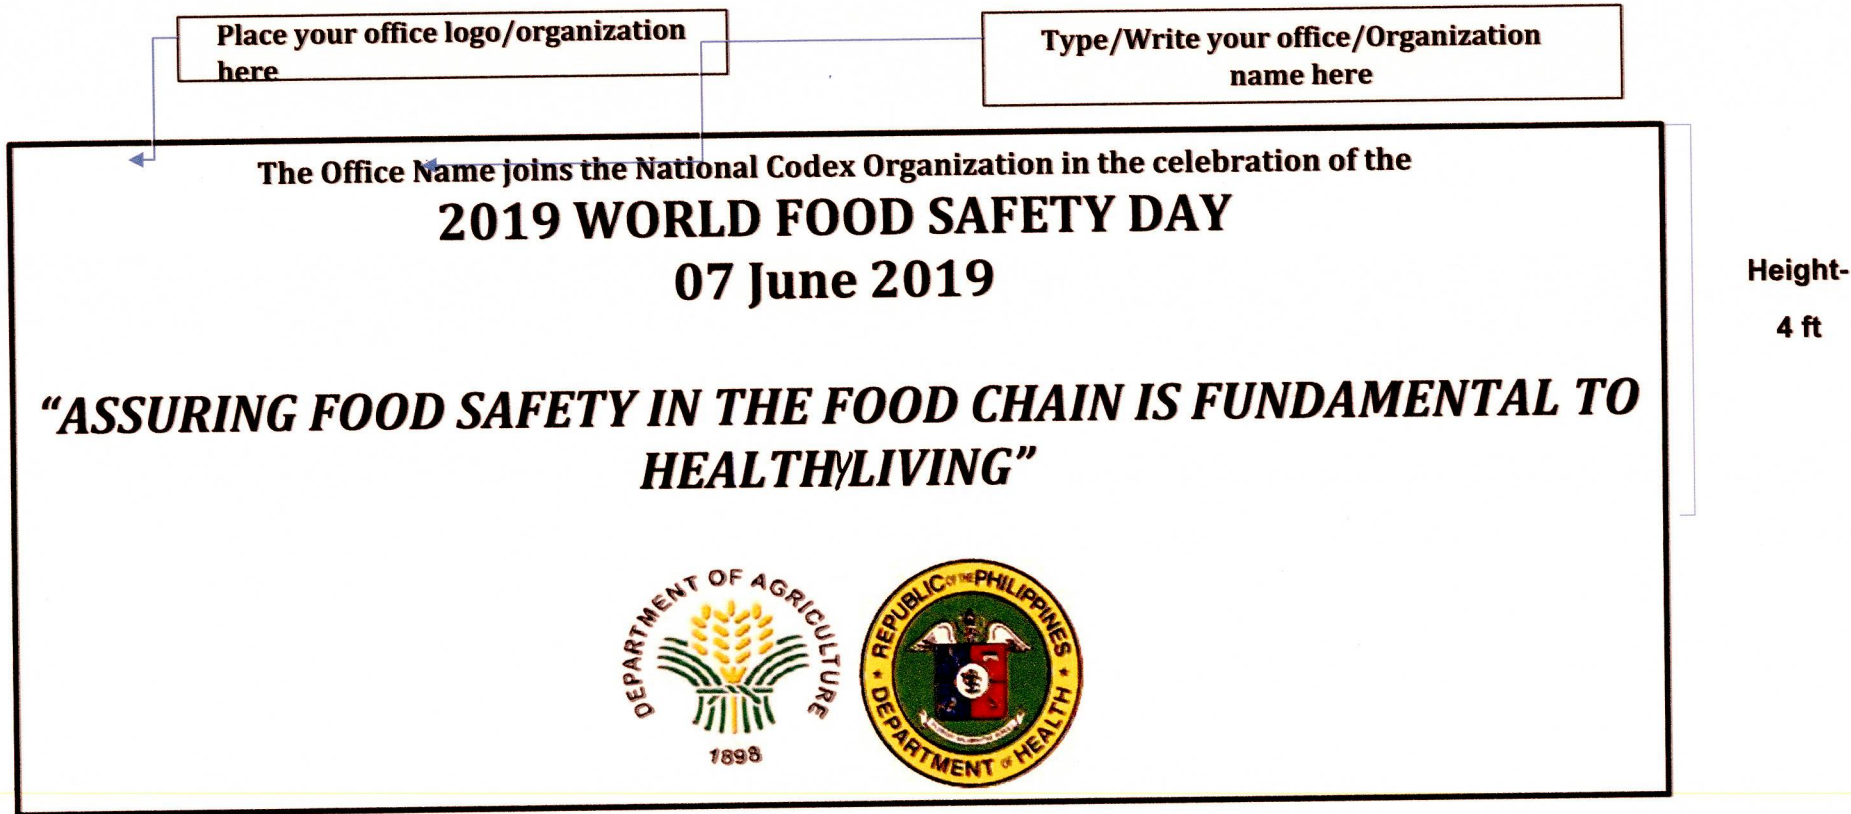 Place your office logo/organization
here
Type/Write your office/Organization
name here
The Office Name joins the National Codex Organization in the celebration of the
2019 WORLD FOOD SAFETY DAY
07 June 2019
Height-
4 ft
“ASSURING FOOD SAFETY IN THE FOOD CHAIN IS FUNDAMENTAL TO
HEALTHyLIVING”
DEPARTMENT OF AGRICULTURE
1898
REPUBLIC OF THE PHILIPPINES
DEPARTMENT OF HEALTH